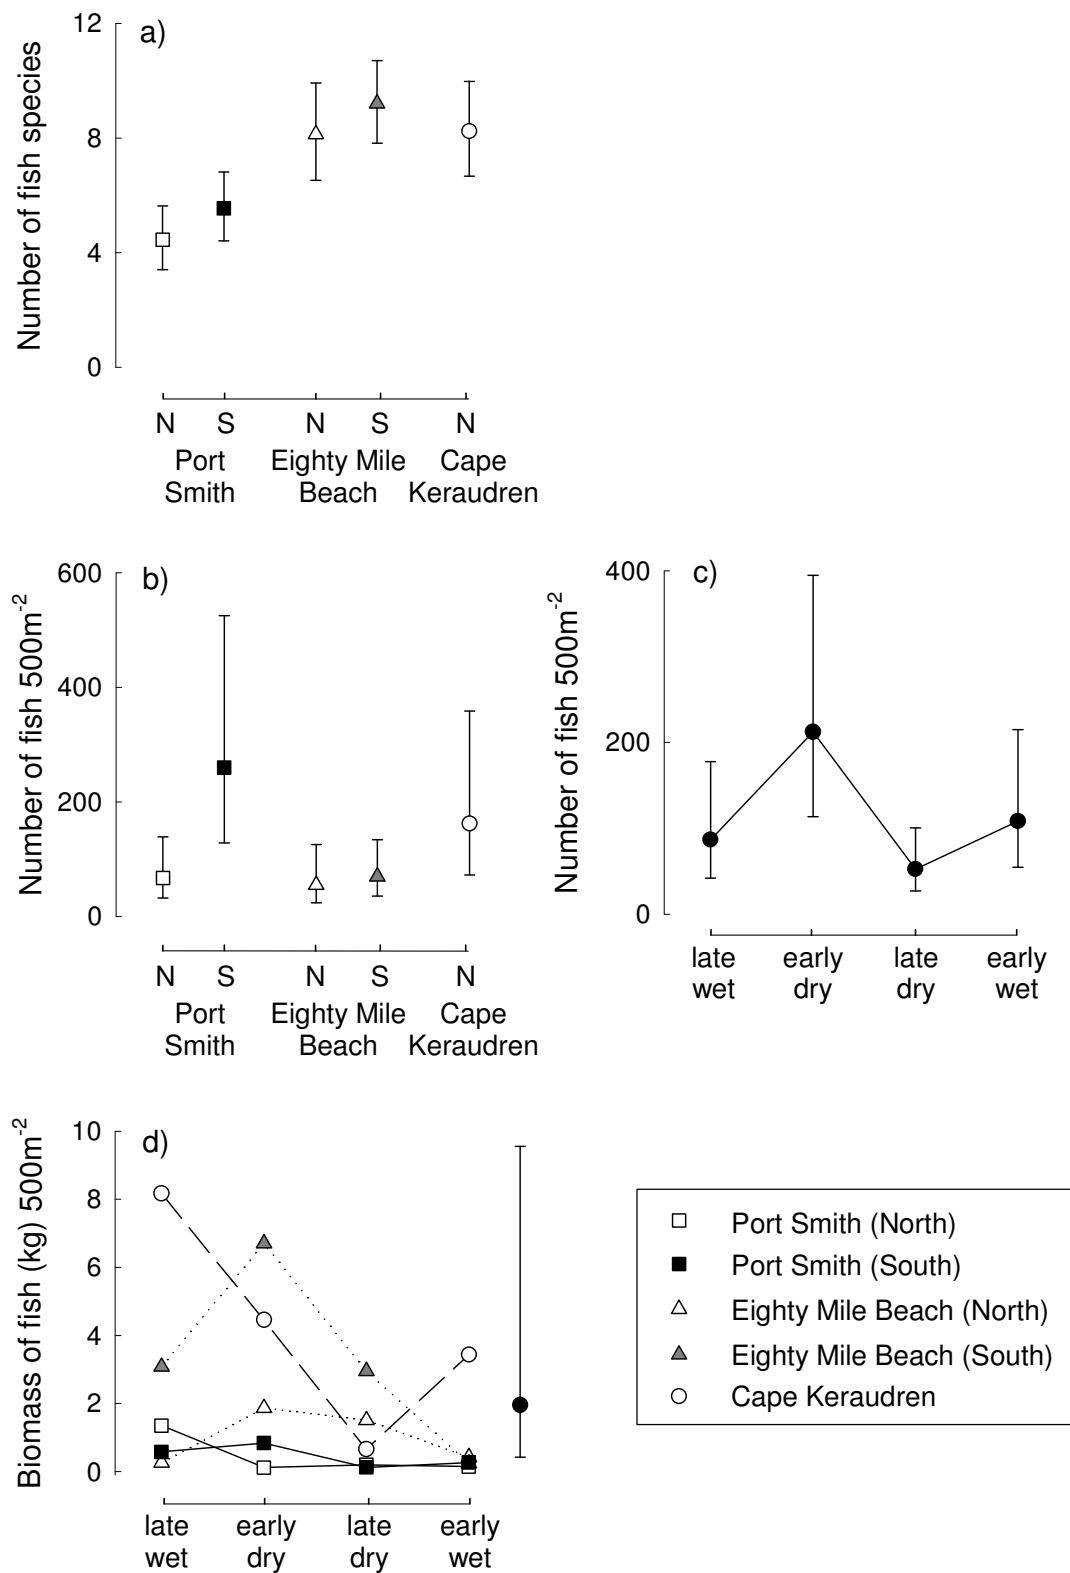 a)
Number of fish species
12
8
4
0
N S N S N
Port Eighty Mile Cape
Smith Beach Keraudren
b)
Number of fish 500m-2
600
400
200
0
N S N S N
Port Eighty Mile Cape
Smith Beach Keraudren
c)
Number of fish 500m-2
400
200
0
late early late early
wet dry dry wet
d)
Biomass of fish (kg) 500m-2
10
8
6
4
2
0
late early late early
wet dry dry wet
Port Smith (North)
Port Smith (South)
Eighty Mile Beach (North)
Eighty Mile Beach (South)
Cape Keraudren